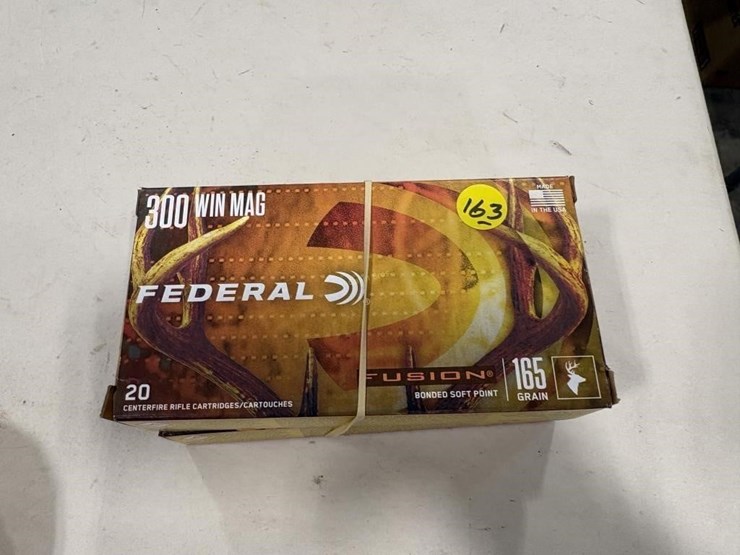 300 WIN MAG
163
MADE
IN THE USA
FEDERAL
FUSION®
BONDED SOFT POINT
165
GRAIN
20
CENTERFIRE RIFLE CARTRIDGES/CARTOUCHES